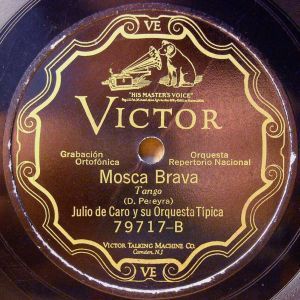 VE
"HIS MASTER'S VOICE"
VICTOR
Grabación Orquesta
Ortofónica Repertorio Nacional
Mosca Brava
Tango
(D. Pereyra)
Julio de Caro y su Orquesta Típica
79717-B
VICTOR TALKING MACHINE CO.
Camden, N.J.
VE